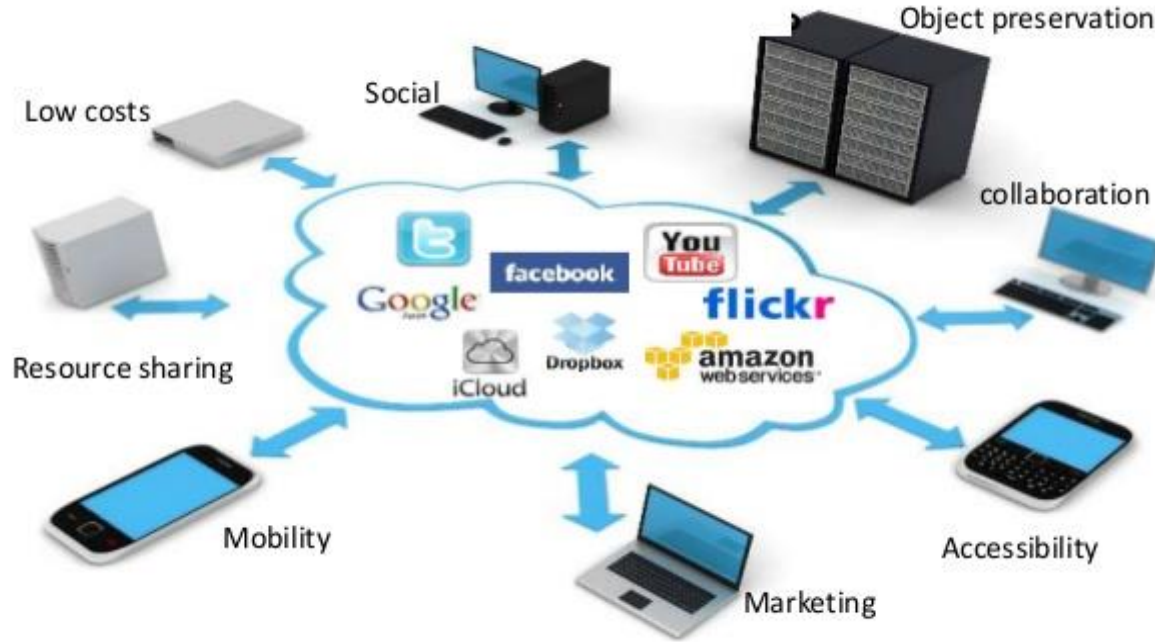 Object preservation
Social
Low costs
collaboration
You
Tube
facebook
Google
flickr
Dropbox
amazon
webservices
iCloud
Resource sharing
Mobility
Accessibility
Marketing